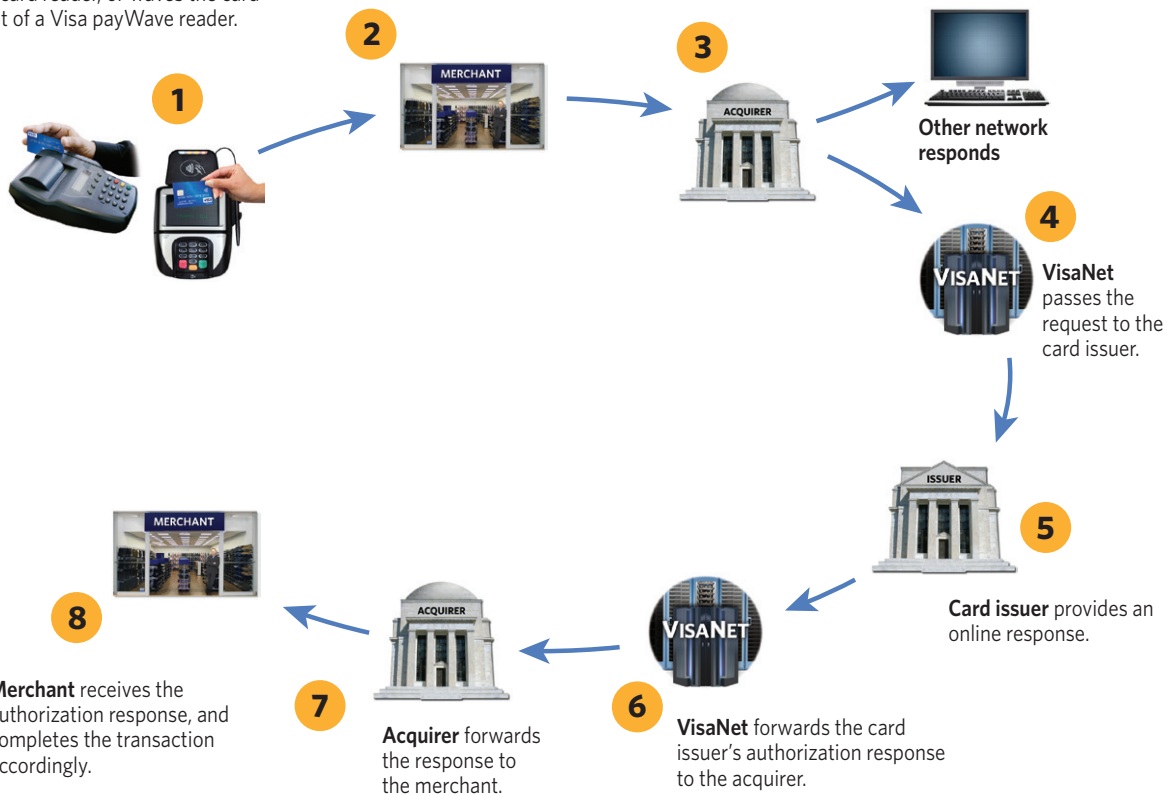 card reader, or waves the card
t of a Visa payWave reader.
1
2
MERCHANT
3
ACQUIRER
Other network
responds
4
VISANET
VisaNet
passes the
request to the
card issuer.
ISSUER
5
Card issuer provides an
online response.
VISANET
6
VisaNet forwards the card
issuer's authorization response
to the acquirer.
ACQUIRER
7
Acquirer forwards
the response to
the merchant.
MERCHANT
8
Merchant receives the
uthorization response, and
ompletes the transaction
ccordingly.